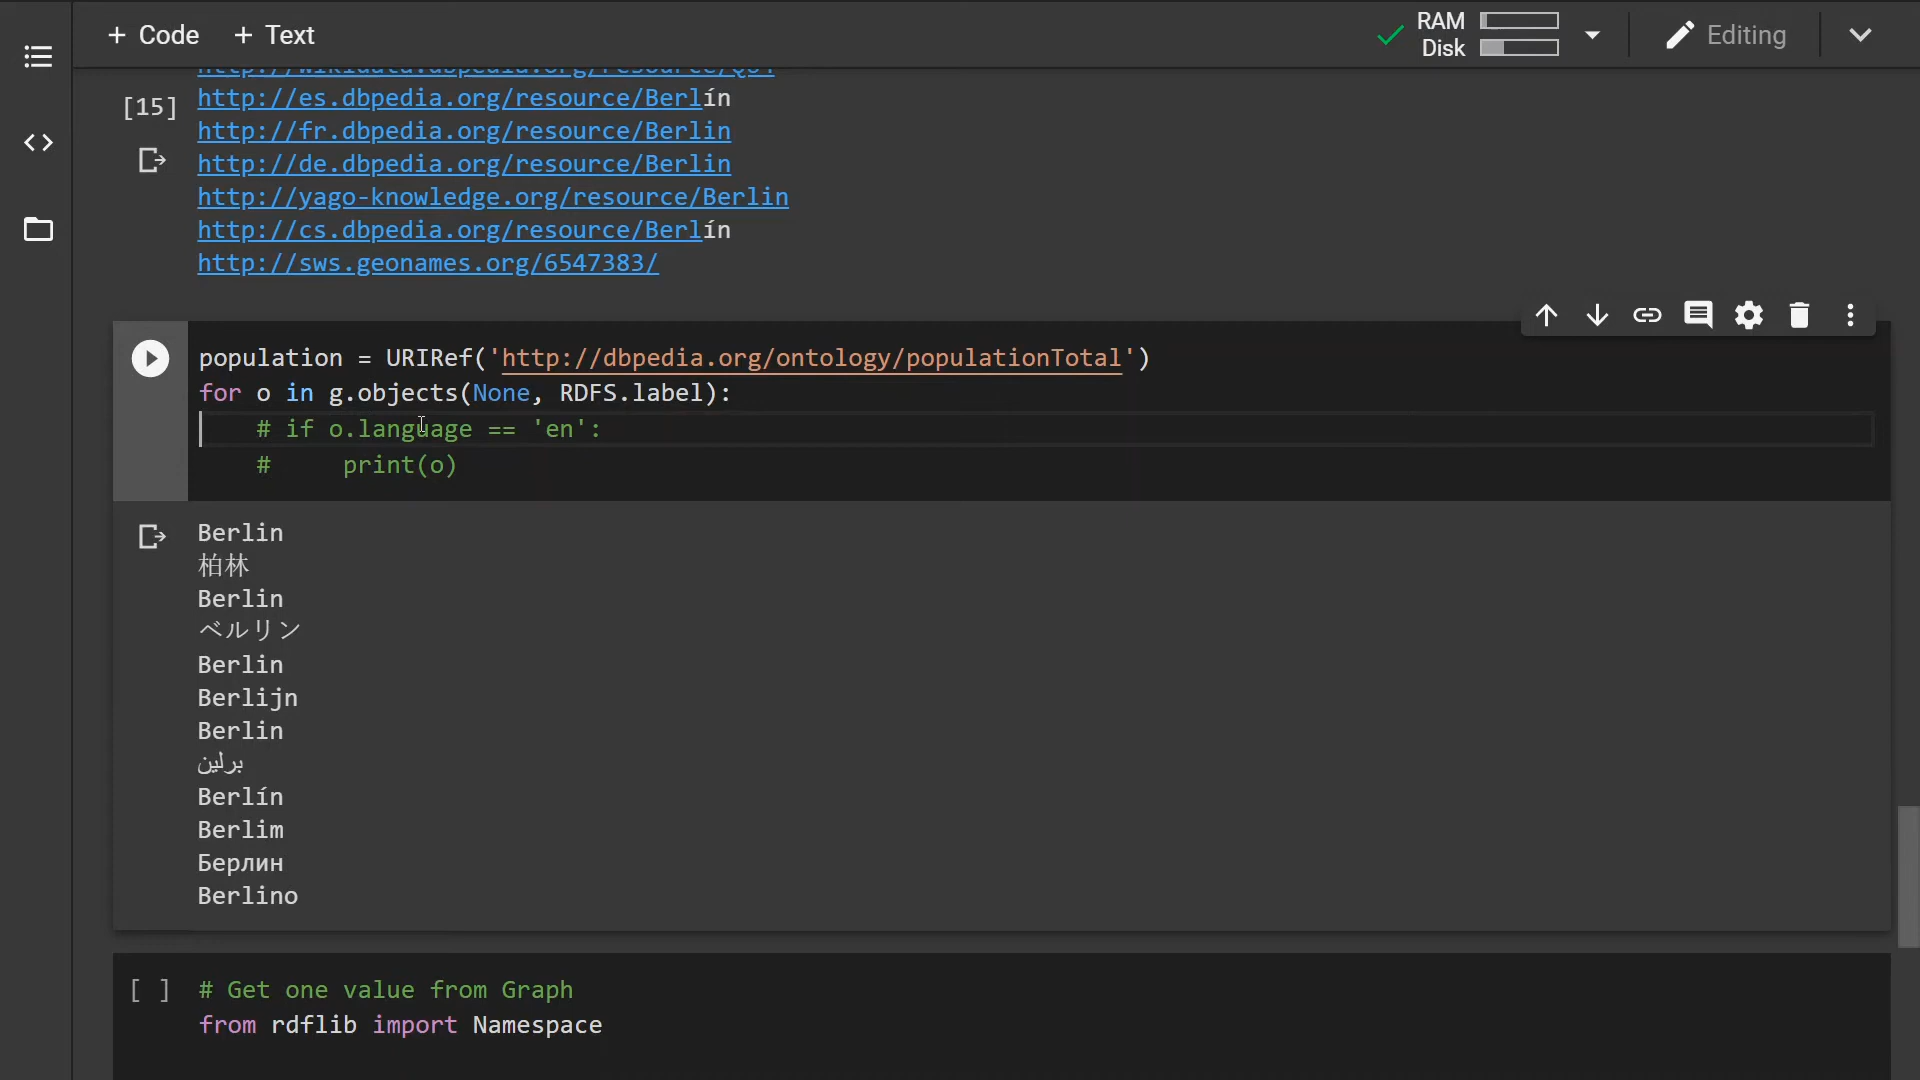 + Code + Text
RAM
Disk
Editing
[15]
http://es.dbpedia.org/resource/Berlín
http://fr.dbpedia.org/resource/Berlin
http://de.dbpedia.org/resource/Berlin
http://yago-knowledge.org/resource/Berlin
http://cs.dbpedia.org/resource/Berlín
http://sws.geonames.org/6547383/
population = URIRef('http://dbpedia.org/ontology/populationTotal')
for o in g.objects(None, RDFS.label):
# if o.language == 'en':
# print(o)
Berlin
柏林
Berlin
ベルリン
Berlin
Berlijn
Berlin
برلين
Berlín
Berlim
Берлин
Berlino
[ ] # Get one value from Graph
from rdflib import Namespace